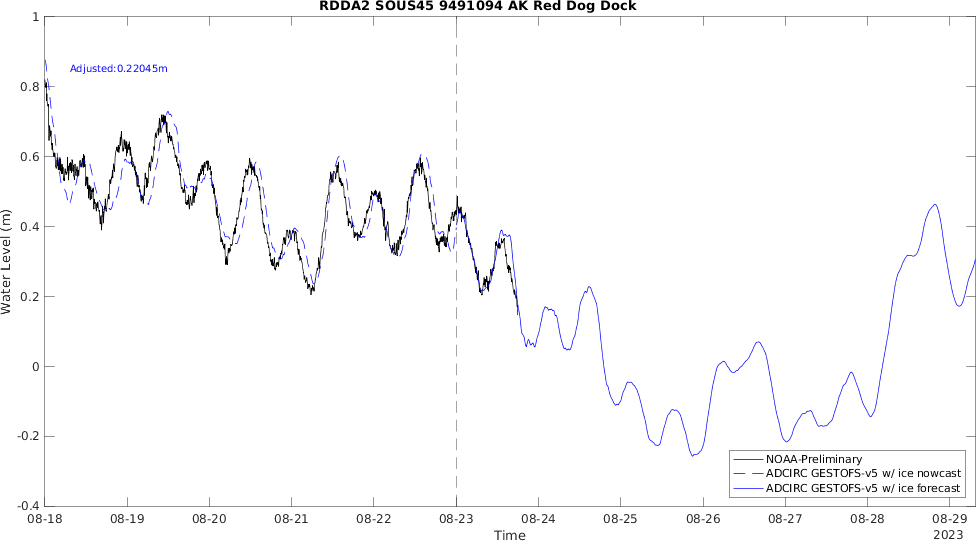 RDDA2 SOUS45 9491094 AK Red Dog Dock
Adjusted:0.22045m
Water Level (m)
1
0.8
0.6
0.4
0.2
0
-0.2
-0.4
NOAA-Preliminary
ADCIRC GESTOFS-v5 w/ ice nowcast
ADCIRC GESTOFS-v5 w/ ice forecast
08-18 08-19 08-20 08-21 08-22 08-23 08-24 08-25 08-26 08-27 08-28 08-29
Time
2023